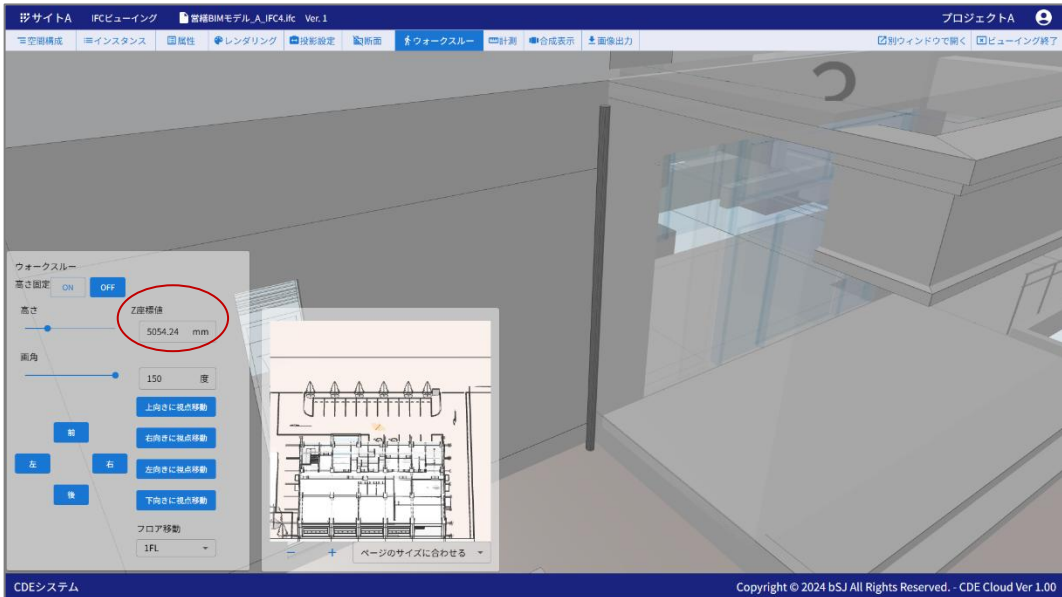 サイトA IFCビューイング 営繕BIMモデル_A_IFC4.ifc Ver. 1 プロジェクトA
空間構成 インスタンス 属性 レンダリング 投影設定 断面 ウォークスルー 計測 合成表示 画像出力 別ウィンドウで開く ビューイング終了
ウォークスルー
高さ固定 ON OFF
高さ Z座標値
5054.24 mm
画角
150 度
上向きに視点移動
前 右向きに視点移動
左 右 左向きに視点移動
後 下向きに視点移動
フロア移動
1FL
ページのサイズに合わせる
CDEシステム Copyright © 2024 bSJ All Rights Reserved. - CDE Cloud Ver 1.00